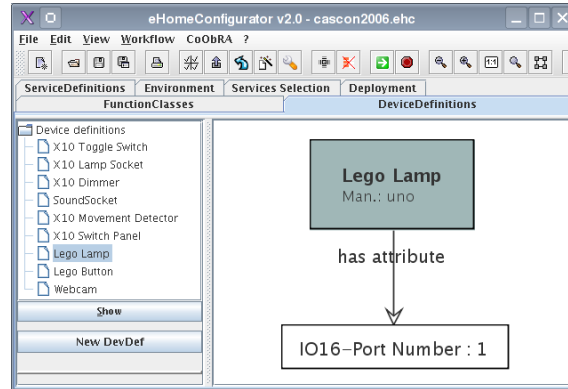 eHomeConfigurator v2.0 - cascon2006.ehc
File Edit View Workflow CoObRA ?
1:1
ServiceDefinitions Environment Services Selection Deployment
FunctionClasses DeviceDefinitions
Device definitions
X10 Toggle Switch
X10 Lamp Socket
X10 Dimmer
SoundSocket
X10 Movement Detector
X10 Switch Panel
Lego Lamp
Lego Button
Webcam
Show
New DevDef
Lego Lamp
Man.: uno
has attribute
IO16-Port Number : 1